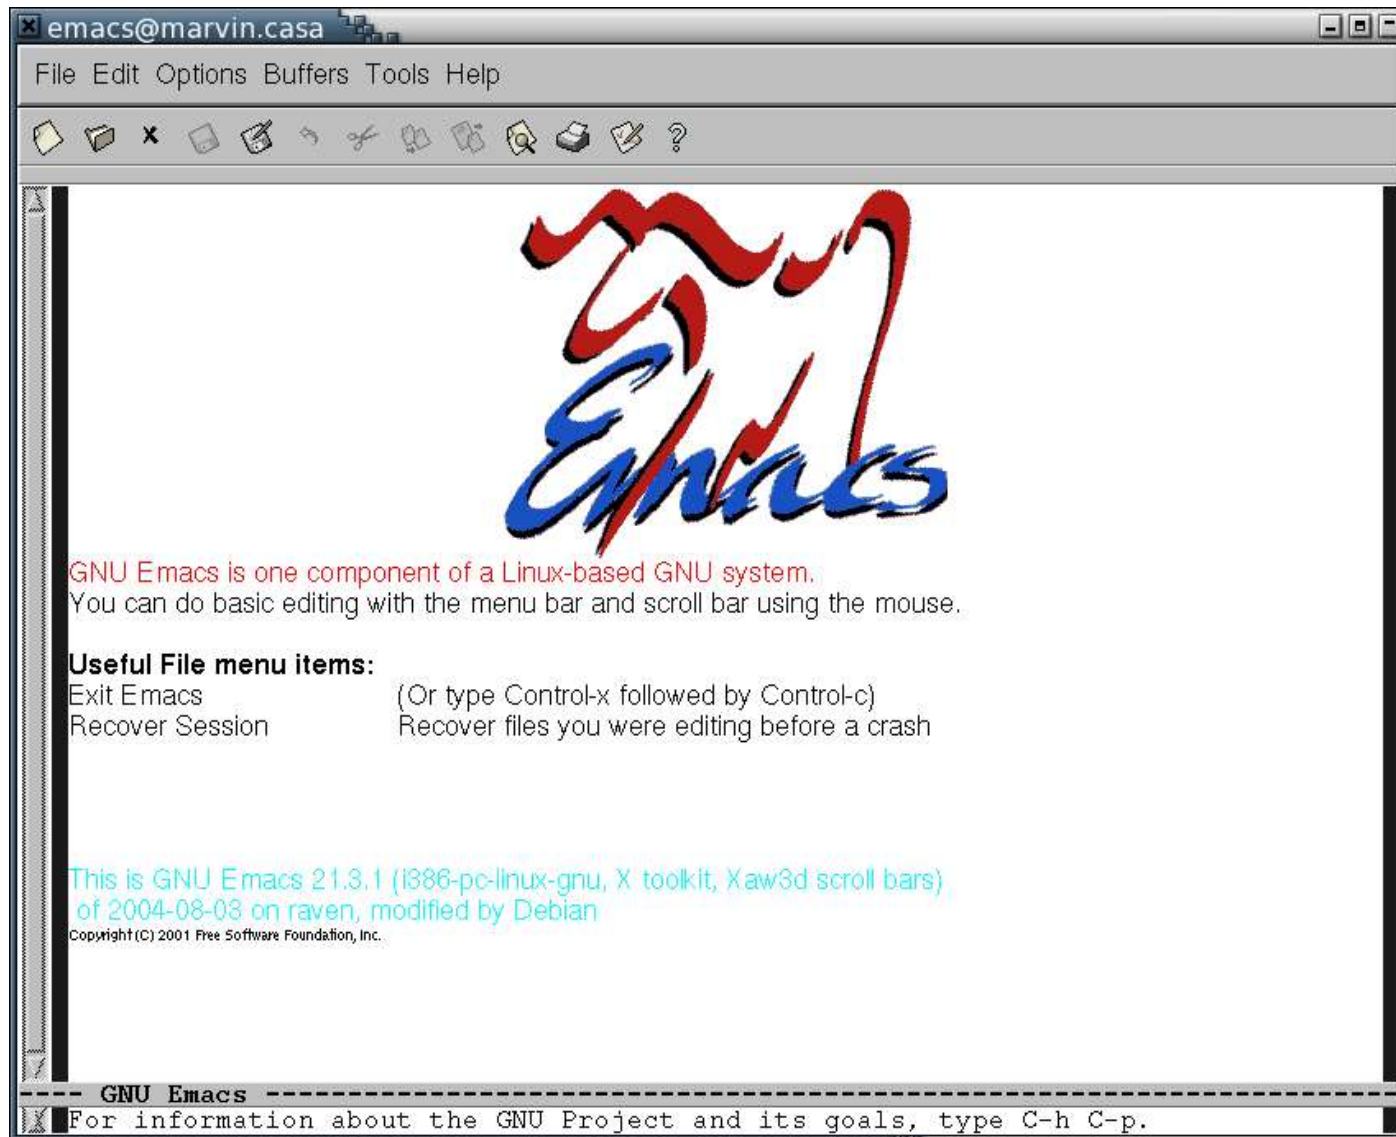 emacs@marvin.casa
File Edit Options Buffers Tools Help
Emacs
GNU Emacs is one component of a Linux-based GNU system.
You can do basic editing with the menu bar and scroll bar using the mouse.
Useful File menu items:
Exit Emacs (Or type Control-x followed by Control-c)
Recover Session Recover files you were editing before a crash
This is GNU Emacs 21.3.1 (i386-pc-linux-gnu, X toolkit, Xaw3d scroll bars)
of 2004-08-03 on raven, modified by Debian
Copyright (C) 2001 Free Software Foundation, Inc.
---- GNU Emacs ----
For information about the GNU Project and its goals, type C-h C-p.